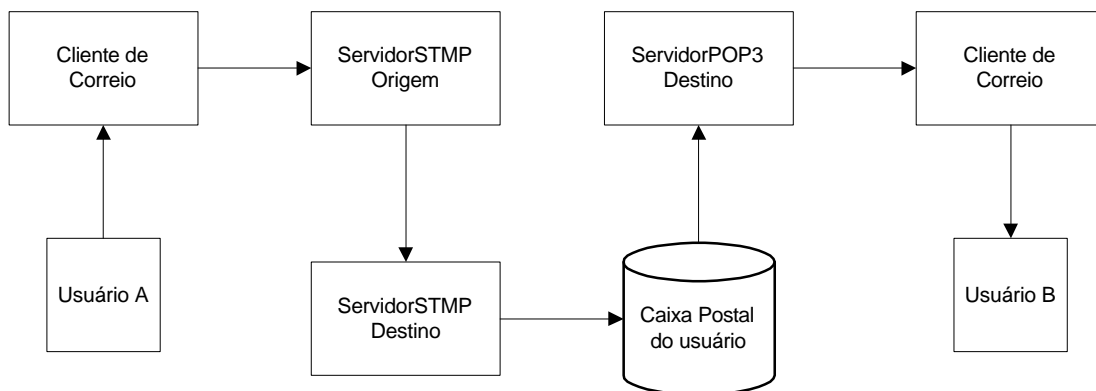 Cliente de
Correio
ServidorSTMP
Origem
ServidorPOP3
Destino
Cliente de
Correio
Usuário A
ServidorSTMP
Destino
Caixa Postal
do usuário
Usuário B